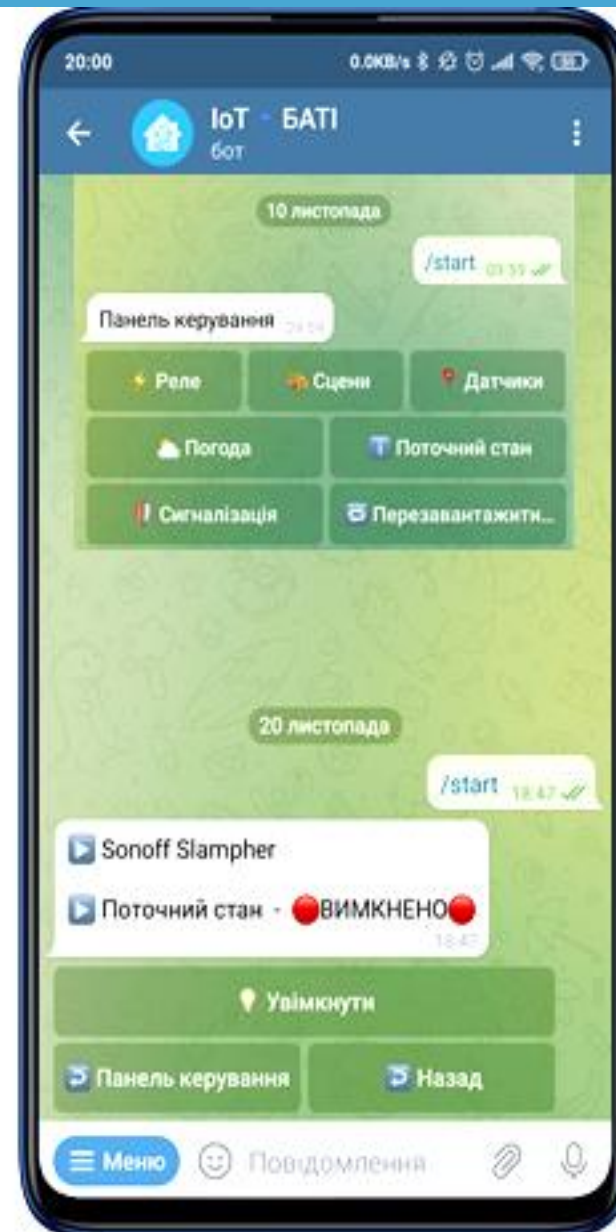 20:00 0.0KB/s
IoT - БАТІ
бот
10 листопада
/start
Панель керування
Реле Сцени Датчики
Погода Поточний стан
Сигналізація Перезавантажити...
20 листопада
/start 18:47
Sonoff Slampher
Поточний стан - ВИМКНЕНО
18:47
Увімкнути
Панель керування Назад
Меню Повідомлення